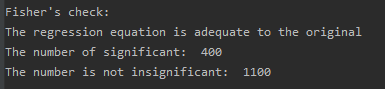 Fisher's check:
The regression equation is adequate to the original
The number of significant:  400
The number is not insignificant:  1100